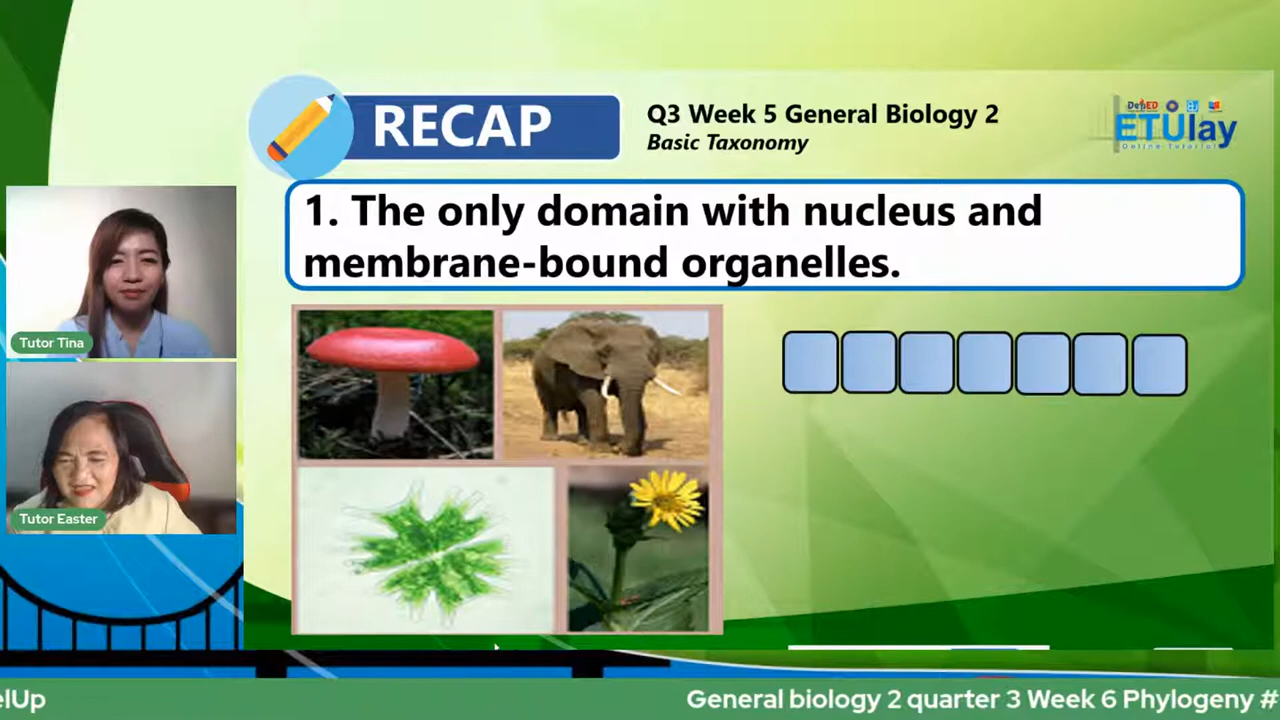 RECAP
Q3 Week 5 General Biology 2
Basic Taxonomy
DepED
ETUlay
Online Tutorial
1. The only domain with nucleus and
membrane-bound organelles.
Tutor Tina
Tutor Easter
elUp
General biology 2 quarter 3 Week 6 Phylogeny #